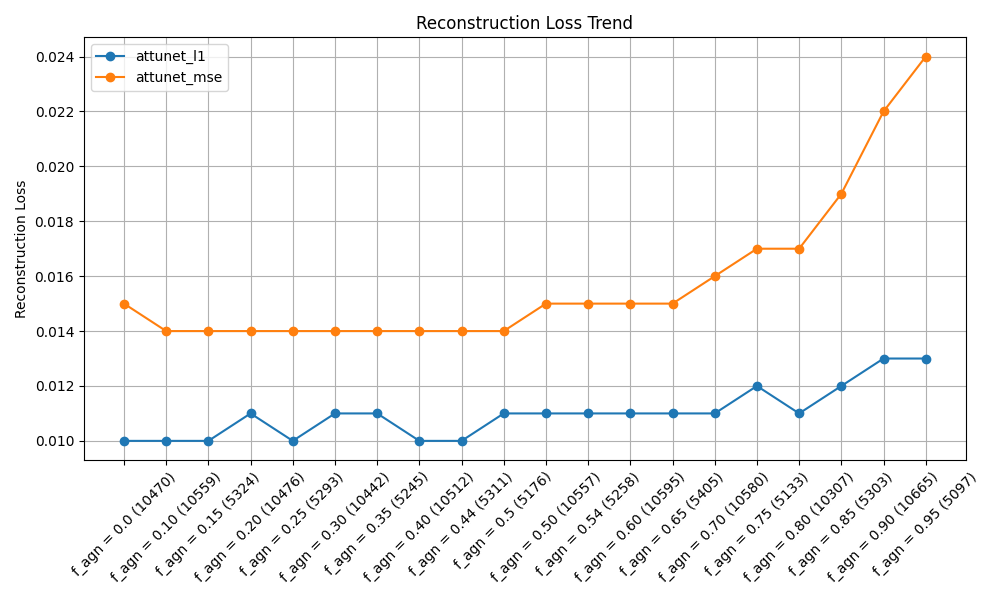 Reconstruction Loss Trend
attunet_l1
attunet_mse
Reconstruction Loss
0.024
0.022
0.020
0.018
0.016
0.014
0.012
0.010
f_agn = 0.0 (10470)
f_agn = 0.10 (10559)
f_agn = 0.15 (5324)
f_agn = 0.20 (10476)
f_agn = 0.25 (5293)
f_agn = 0.30 (10442)
f_agn = 0.35 (5245)
f_agn = 0.40 (10512)
f_agn = 0.44 (5311)
f_agn = 0.5 (5176)
f_agn = 0.50 (10557)
f_agn = 0.54 (5258)
f_agn = 0.60 (10595)
f_agn = 0.65 (5405)
f_agn = 0.70 (10580)
f_agn = 0.75 (5133)
f_agn = 0.80 (10307)
f_agn = 0.85 (5303)
f_agn = 0.90 (10665)
f_agn = 0.95 (5097)